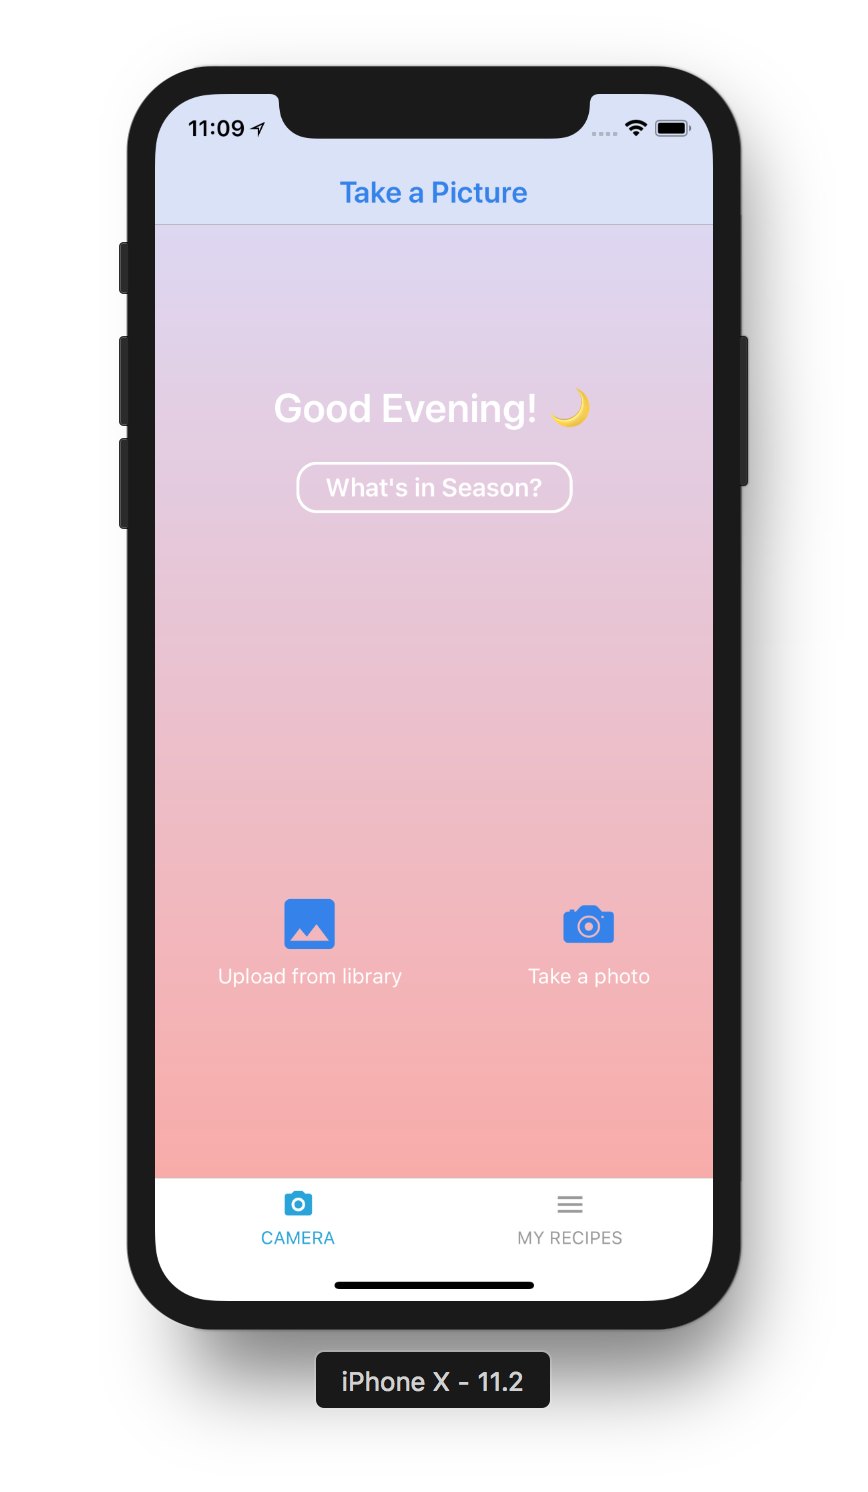 11:09
Take a Picture
Good Evening! 🌙
What's in Season?
Upload from library
Take a photo
CAMERA
MY RECIPES
iPhone X - 11.2